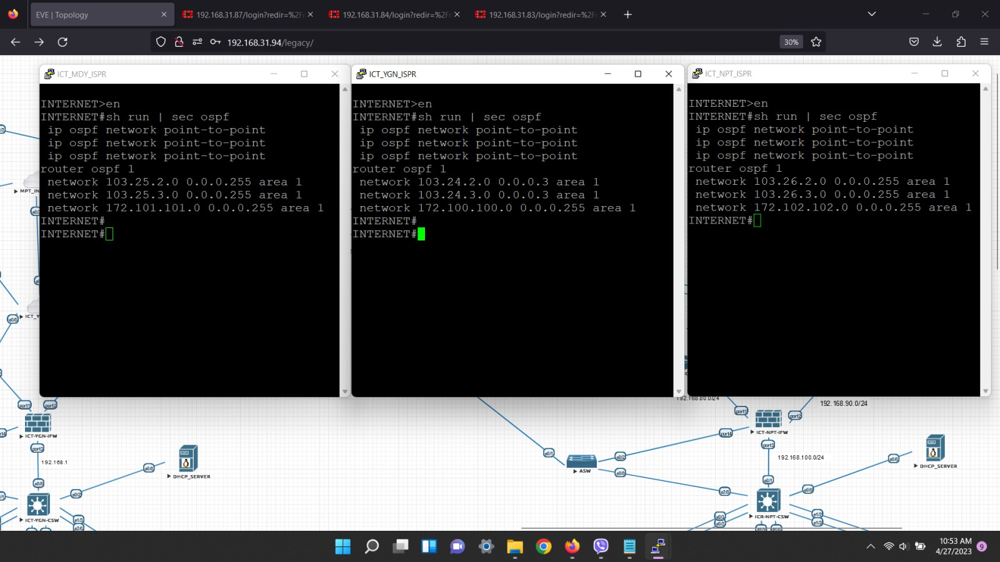 EVE | Topology
192.168.31.87/login?redir=%2F
192.168.31.84/login?redir=%2F
192.168.31.83/login?redir=%2F
192.168.31.94/legacy/
30%
ICT_MDY_ISPR
INTERNET>en
INTERNET#sh run | sec ospf
ip ospf network point-to-point
ip ospf network point-to-point
ip ospf network point-to-point
router ospf 1
network 103.25.2.0 0.0.0.255 area 1
network 103.25.3.0 0.0.0.255 area 1
network 172.101.101.0 0.0.0.255 area 1
INTERNET#
INTERNET#
ICT_YGN_ISPR
INTERNET>en
INTERNET#sh run | sec ospf
ip ospf network point-to-point
ip ospf network point-to-point
ip ospf network point-to-point
router ospf 1
network 103.24.2.0 0.0.0.3 area 1
network 103.24.3.0 0.0.0.3 area 1
network 172.100.100.0 0.0.0.255 area 1
INTERNET#
INTERNET#
ICT_NPT_ISPR
INTERNET>en
INTERNET#sh run | sec ospf
ip ospf network point-to-point
ip ospf network point-to-point
ip ospf network point-to-point
router ospf 1
network 103.26.2.0 0.0.0.255 area 1
network 103.26.3.0 0.0.0.255 area 1
network 172.102.102.0 0.0.0.255 area 1
INTERNET#
MPT_IN
ICT_Y
e0/0
port1
port2
ICT-YGN-IFW
port3
192.168.1
e0/0
ICT-YGN-CSW
e0/2
e1/3
e2/0
e0/0
DHCP_SERVER
e0/1
ASW
e0/2
e0/0
192.168.80.0/24
192.168.90.0/24
port1
port2
port4
ICT-NPT-IFW
port3
192.168.100.0/24
e0/1
e2/0
ICR-NPT-CSW
e0/0
e0/0
DHCP_SERVER
e1/2
e1/3
e0/3
e0/2
10:53 AM
4/27/2023
9